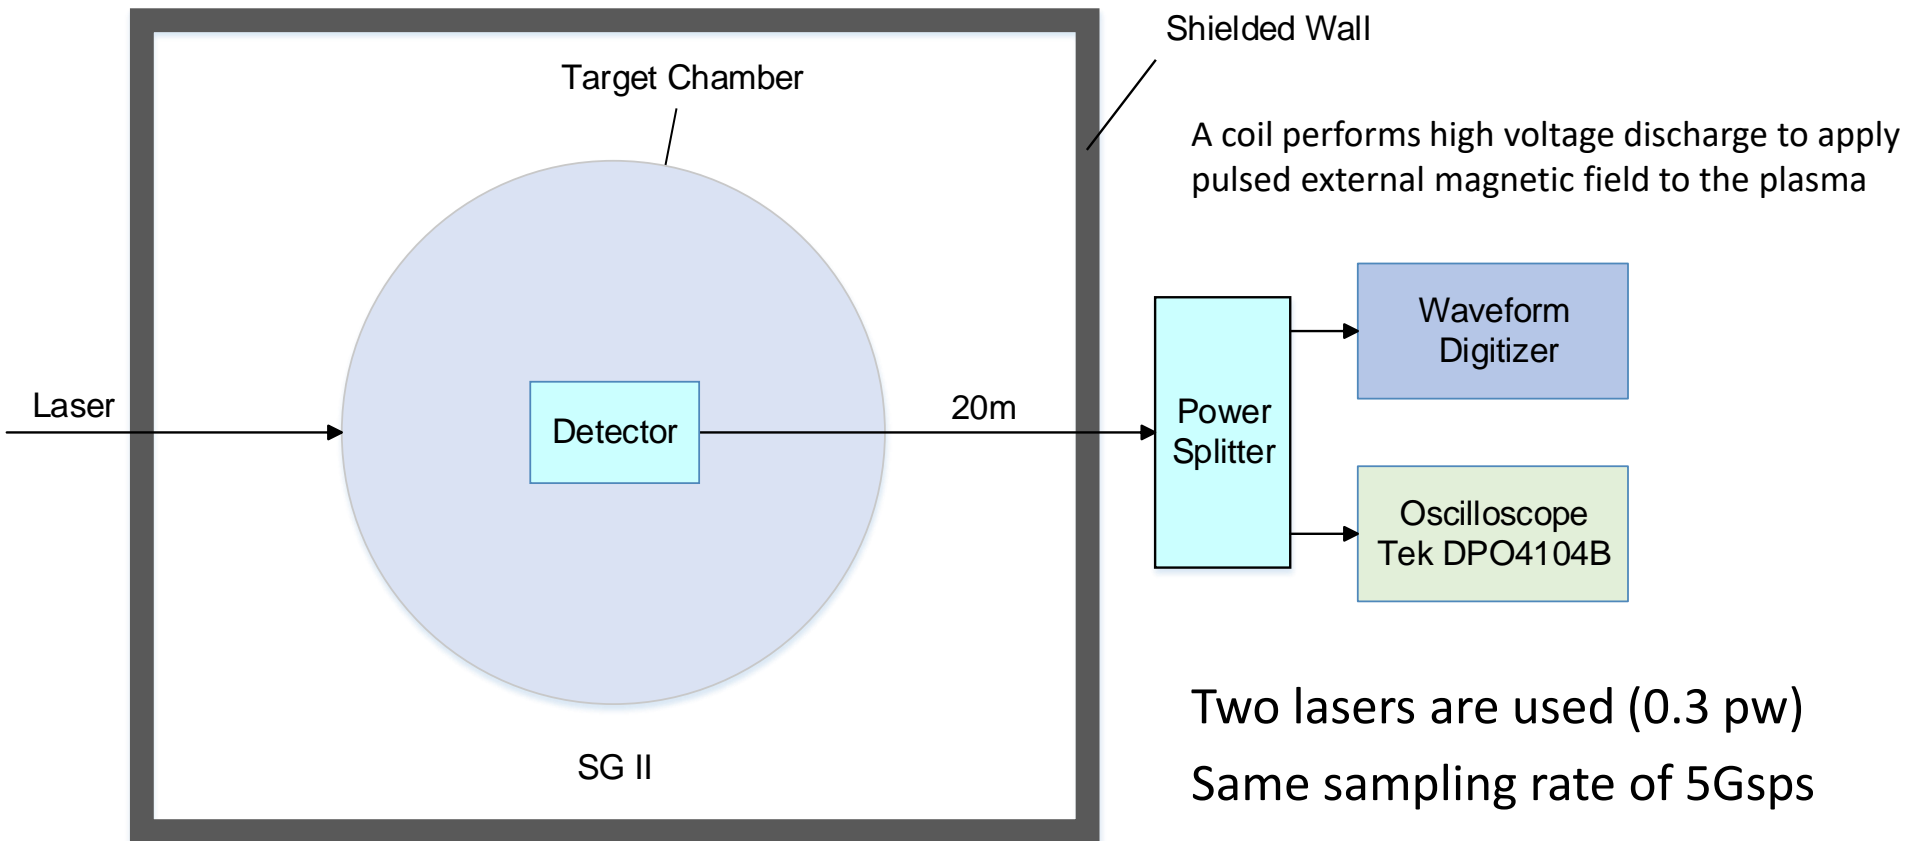 Shielded Wall
Target Chamber
A coil performs high voltage discharge to apply
pulsed external magnetic field to the plasma
Waveform
Digitizer
Laser
Detector
20m
Power
Splitter
Oscilloscope
Tek DPO4104B
Two lasers are used (0.3 pw)
SG II
Same sampling rate of 5Gsps